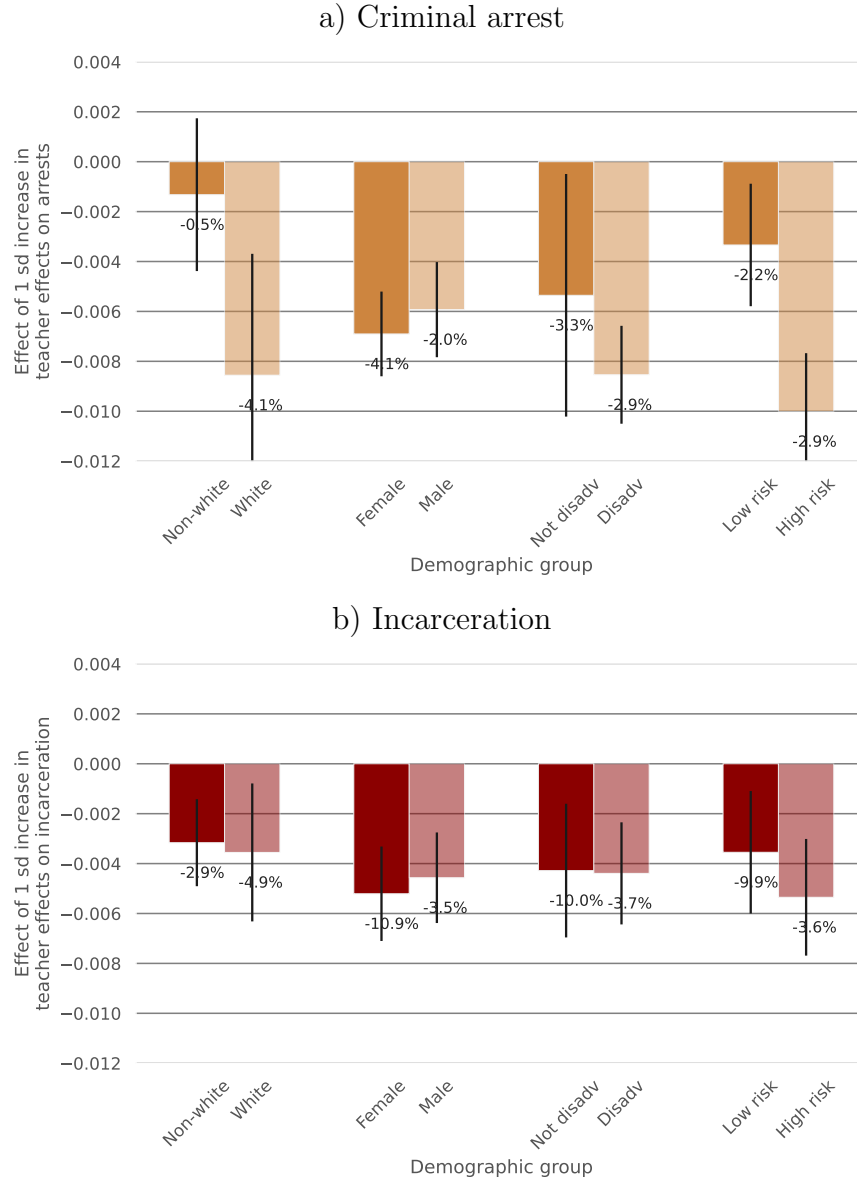 a) Criminal arrest
Effect of 1 sd increase in
teacher effects on arrests
0.004
0.002
0.000
−0.002
−0.004
−0.006
−0.008
−0.010
−0.012
-0.5%
-4.1%
-4.1%
-2.0%
-3.3%
-2.9%
-2.2%
-2.9%
Non-white
White
Female
Male
Not disadv
Disadv
Low risk
High risk
Demographic group
b) Incarceration
Effect of 1 sd increase in
teacher effects on incarceration
0.004
0.002
0.000
−0.002
−0.004
−0.006
−0.008
−0.010
−0.012
-2.9%
-4.9%
-10.9%
-3.5%
-10.0%
-3.7%
-9.9%
-3.6%
Non-white
White
Female
Male
Not disadv
Disadv
Low risk
High risk
Demographic group